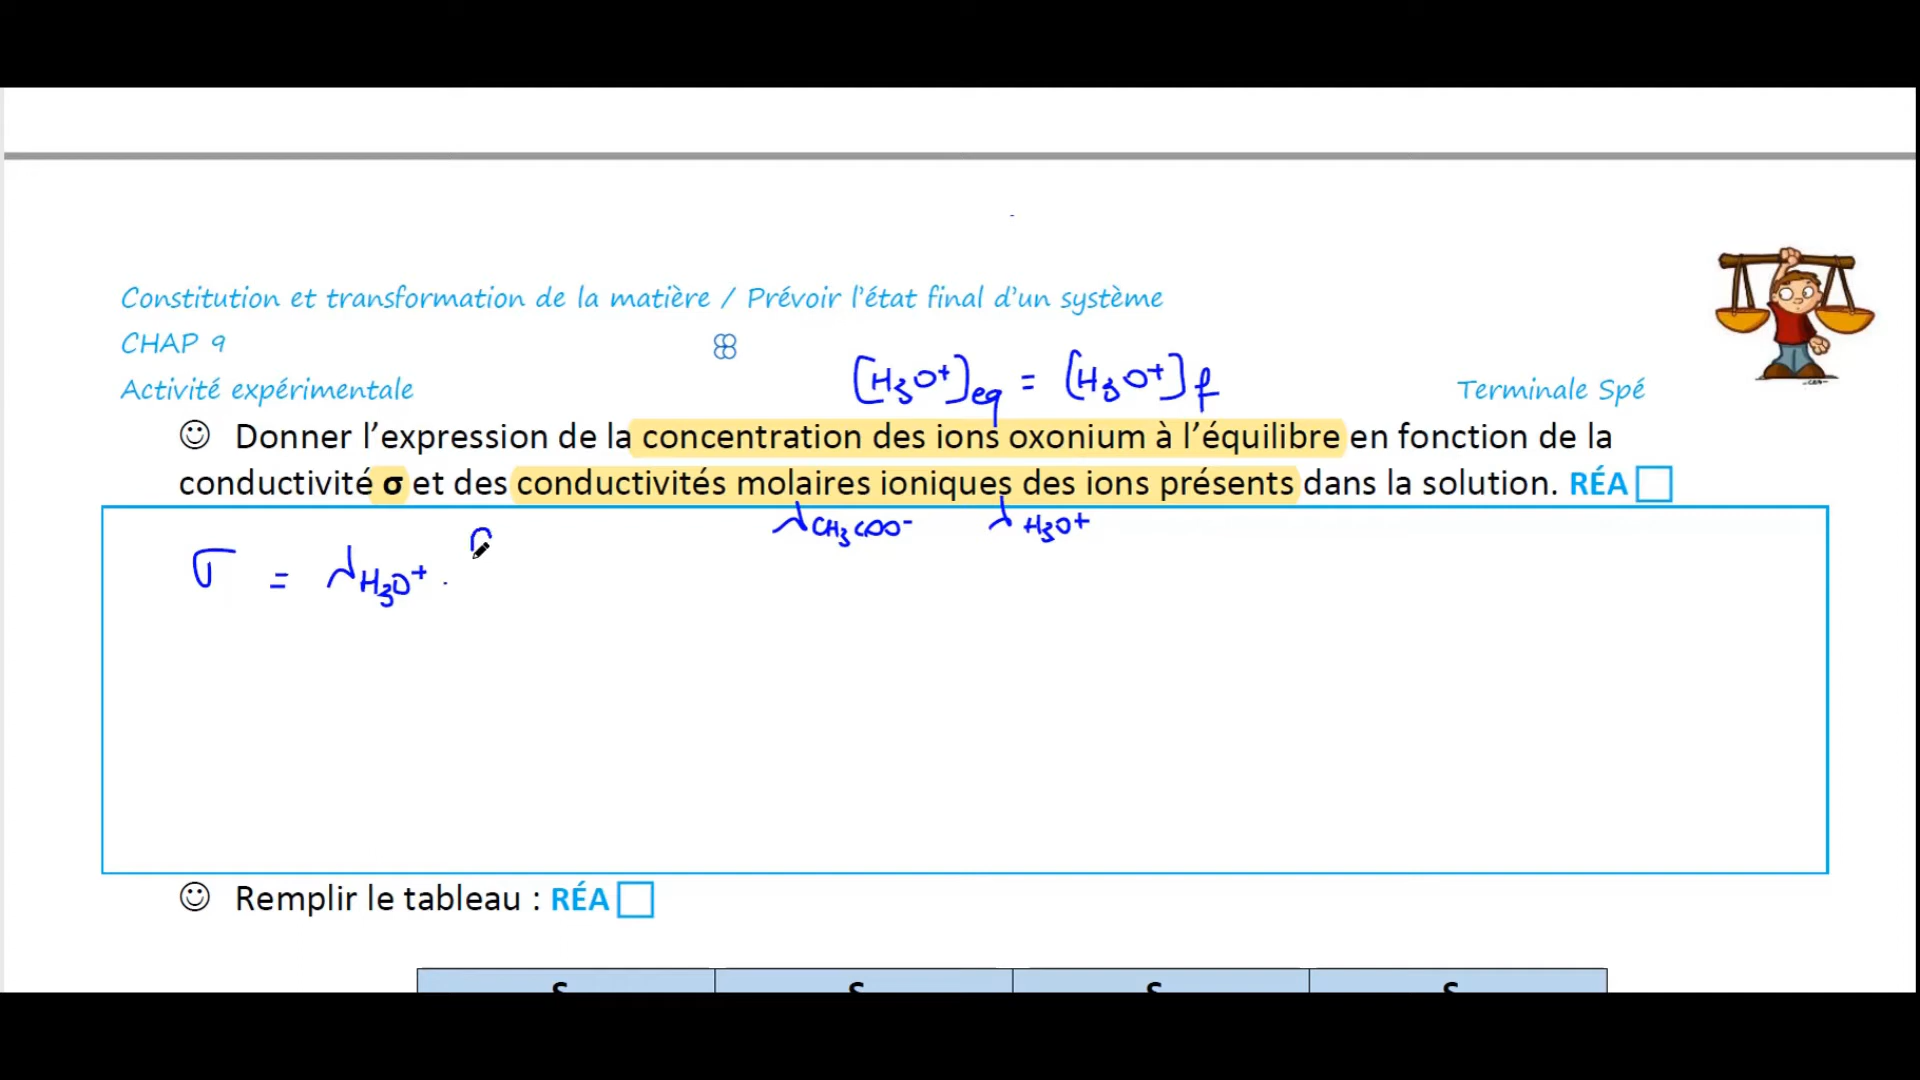 Constitution et transformation de la matière / Prévoir l’état final d’un système
CHAP 9
[H₃O⁺]eq = [H₃O⁺]f
Activité expérimentale
Terminale Spé
☺ Donner l’expression de la concentration des ions oxonium à l’équilibre en fonction de la
conductivité σ et des conductivités molaires ioniques des ions présents dans la solution. RÉA ☐
λCH₃COO⁻ λH₃O⁺
σ = λH₃O⁺ .
☺ Remplir le tableau : RÉA ☐
S S S S